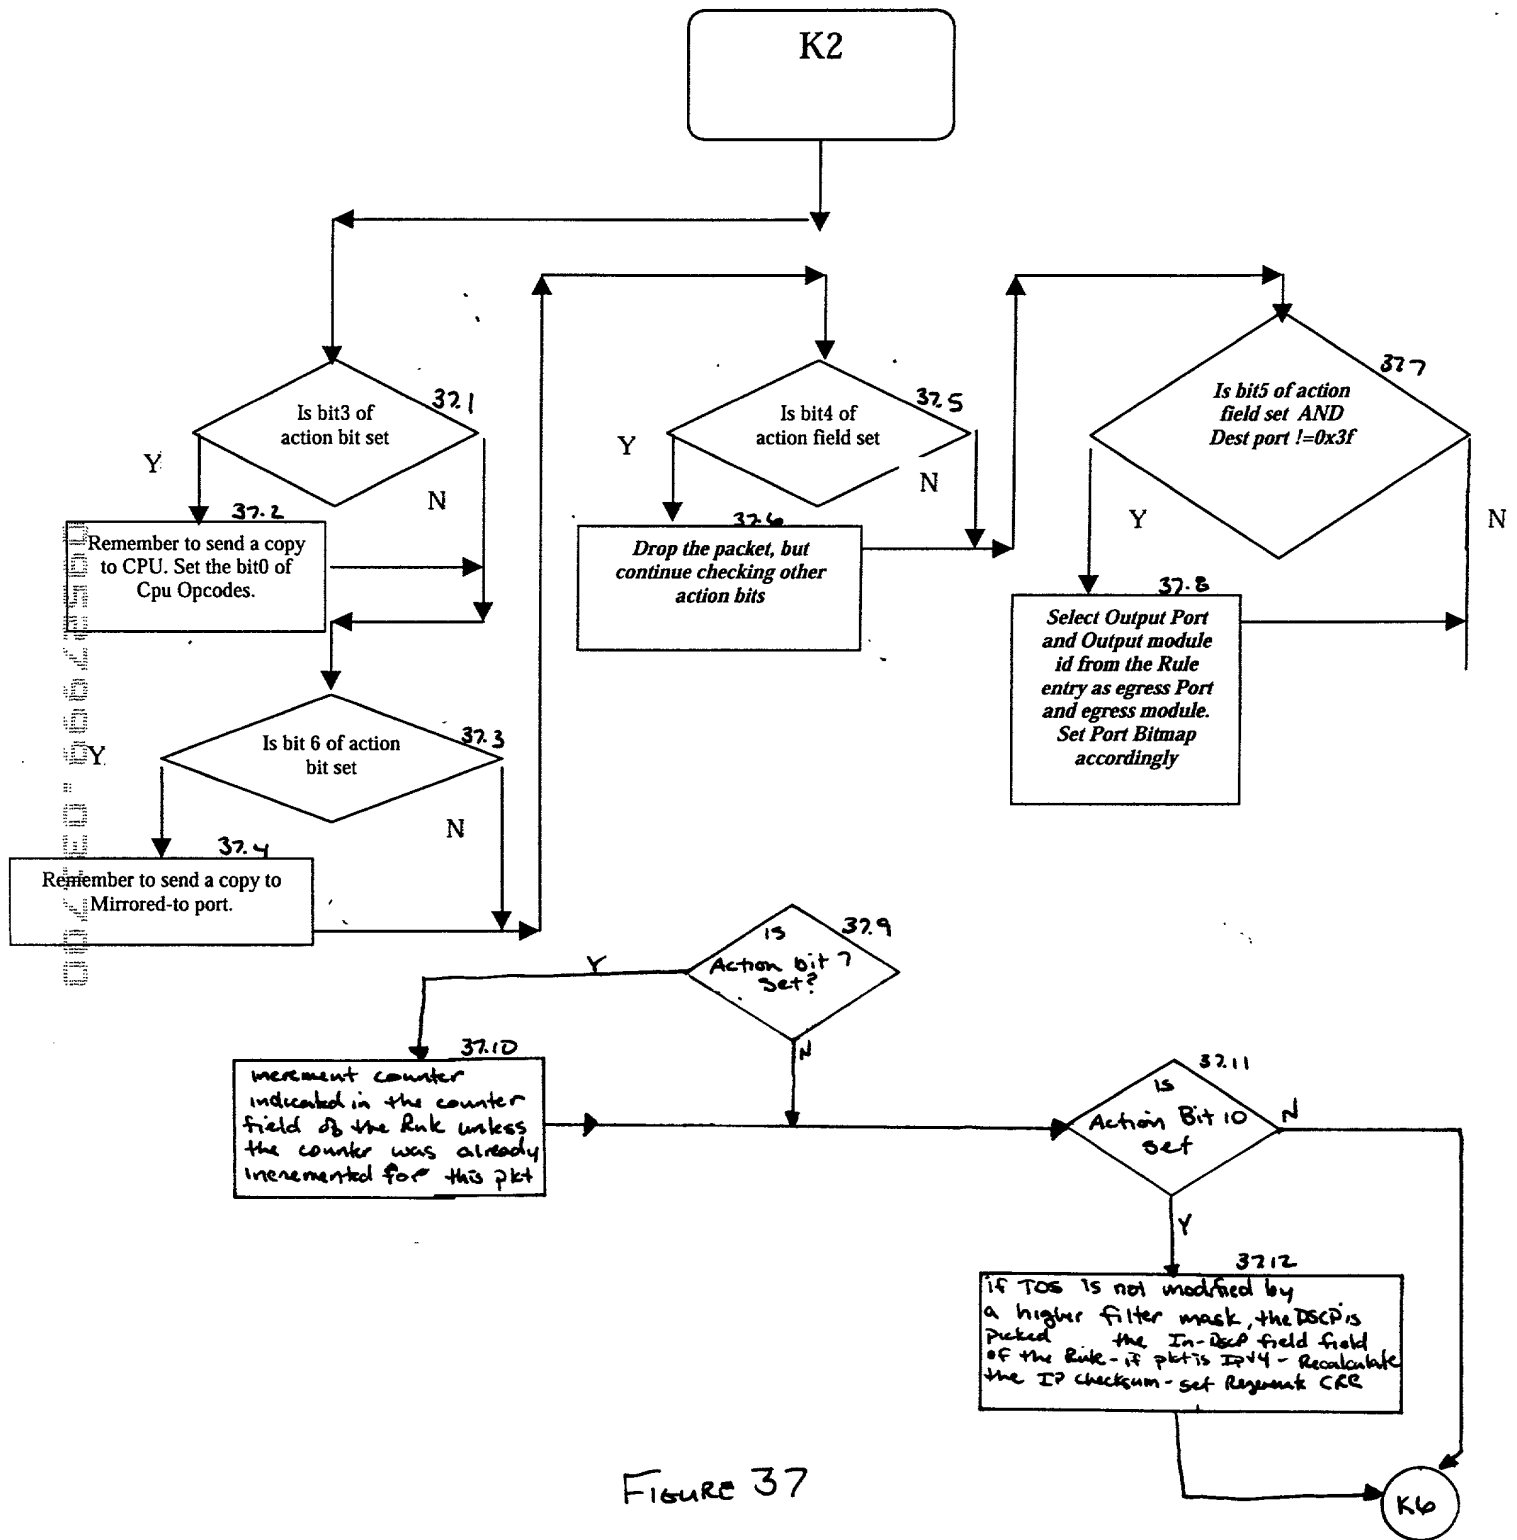 K2
37.1
Is bit3 of
action bit set
Y
N
37.2
Remember to send a copy
to CPU. Set the bit0 of
Cpu Opcodes.
37.3
Is bit 6 of action
bit set
Y
N
37.4
Remember to send a copy to
Mirrored-to port.
37.5
Is bit4 of
action field set
Y
N
37.6
Drop the packet, but
continue checking other
action bits
37.7
Is bit5 of action
field set AND
Dest port !=0x3f
Y
N
37.8
Select Output Port
and Output module
id from the Rule
entry as egress Port
and egress module.
Set Port Bitmap
accordingly
37.9
is
Action bit 7
set?
Y
N
37.10
increment counter
indicated in the counter
field of the Rule unless
the counter was already
incremented for this pkt
37.11
is
Action Bit 10
set
N
Y
37.12
if TOS is not modified by
a higher filter mask, the DSCP is
picked the In-DSCP field field
of the Rule - if pkt is IPv4 - Recalculate
the IP checksum - set Regenerate CRC
K6
FIGURE 37